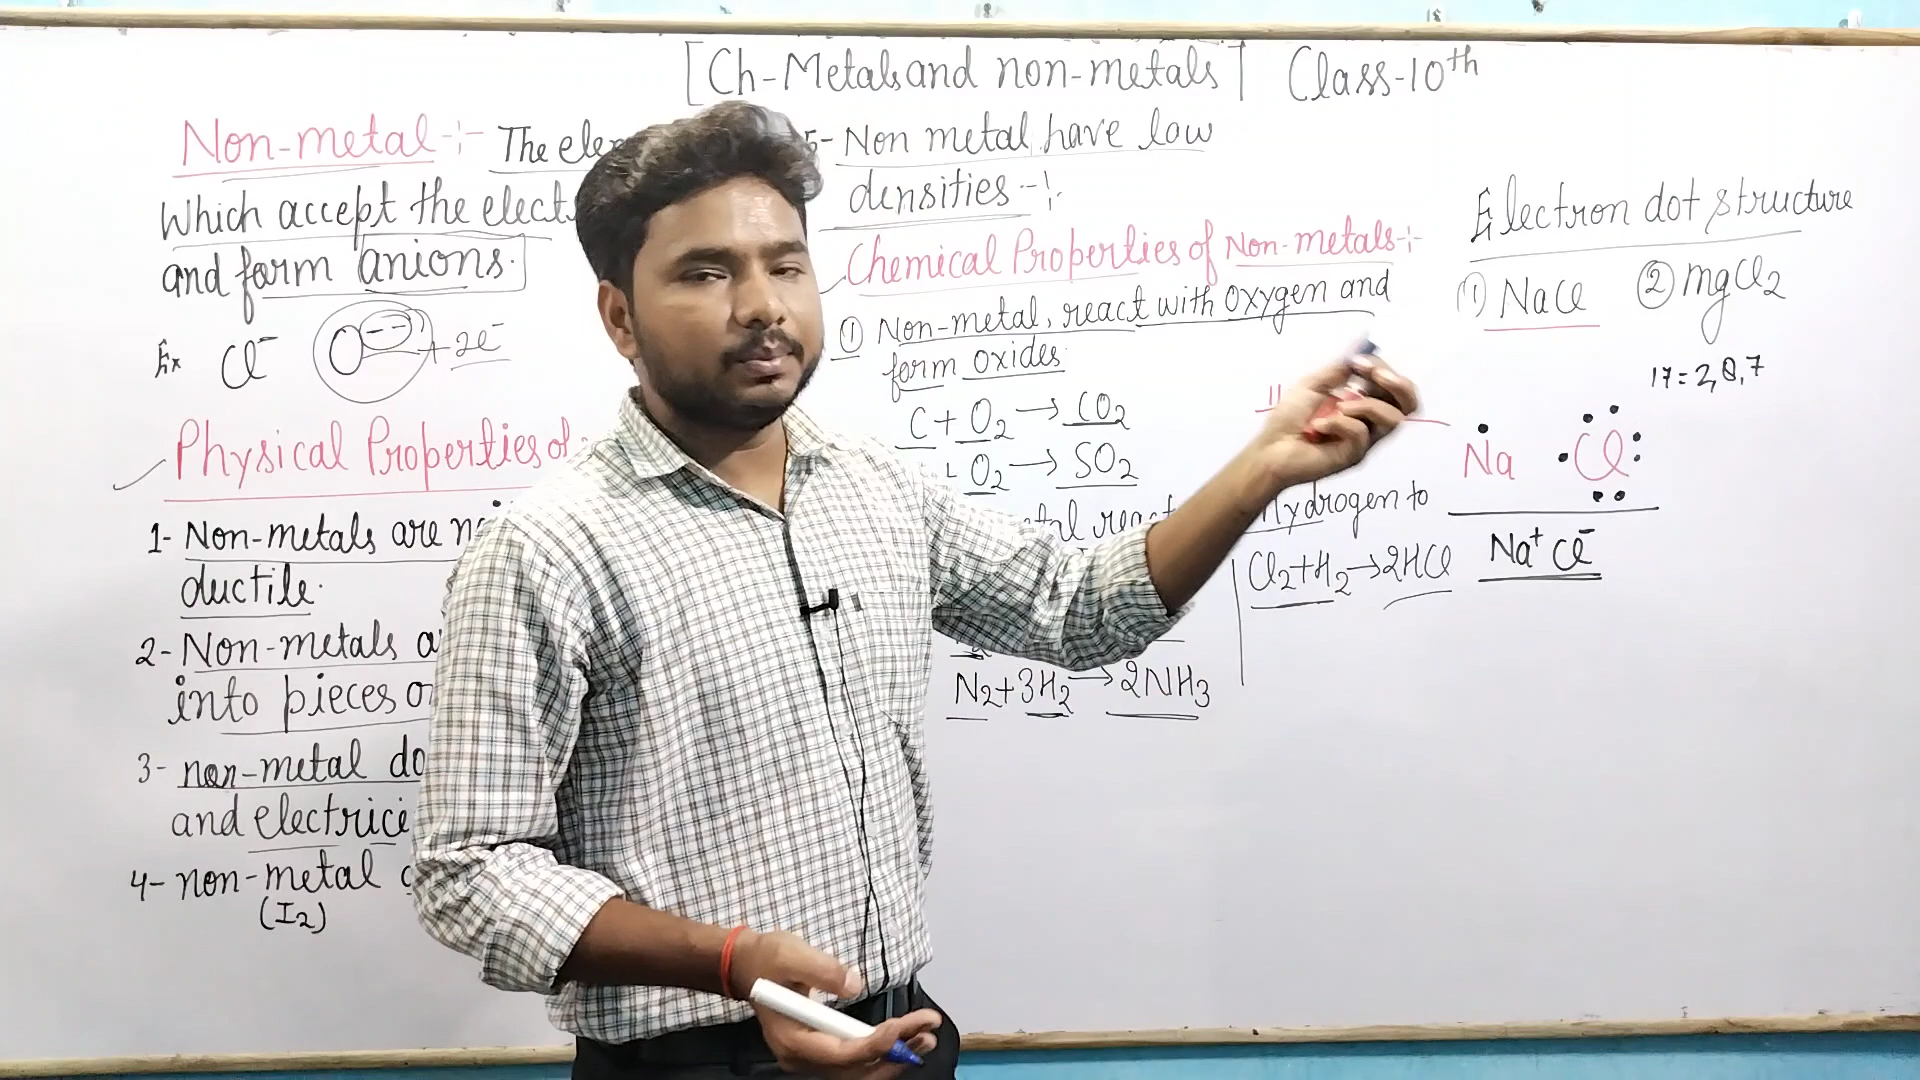 [Ch-Metals and non-metals] Class-10th
Non-metal -:- The
Which accept the
and form anions.
Ex Cl⁻ O⁻⁻ +2e⁻
Physical Properties of
1- Non-metals are
ductile.
2- Non-metals
into pieces
3- non-metal do
and
4- non-metal
(I2)
5- Non metal have low
densities -:-
Chemical Properties of Non-metals -:-
① Non-metal, react with oxygen and
form oxides
C + O2 → CO2
+ O2 → SO2
react Hydrogen to
N2 + 3H2 → 2NH3
Cl2 + H2 → 2HCl
Electron dot structure
① NaCl ② mgCl2
17 = 2, 8, 7
Na Cl
Na⁺ Cl⁻